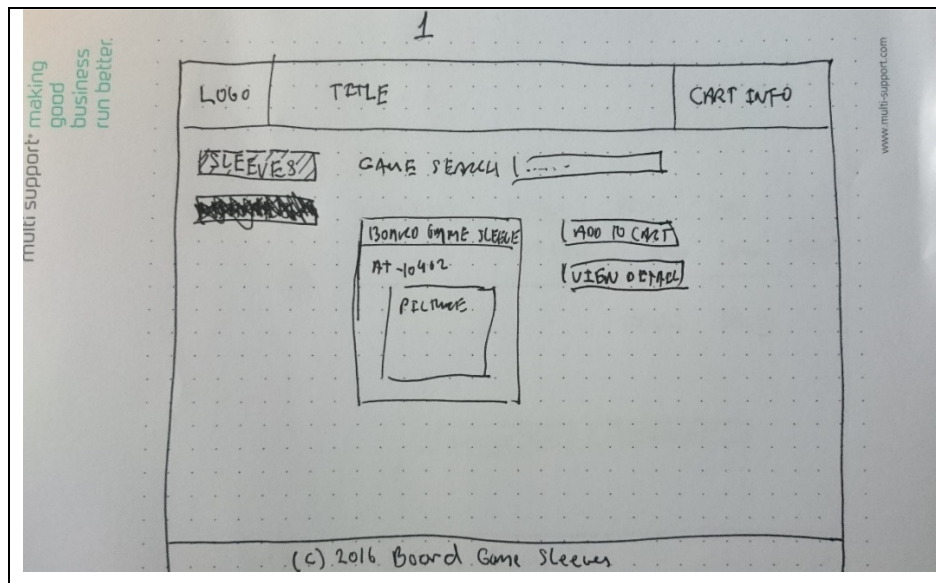 1
multi support making
good
business
run better.
www.multi-support.com
LOGO TITLE CART INFO
SLEEVES GAME SEARCH .....
BOARD GAME SLEEVE ADD TO CART
AT-10402 VIEW DETAIL
PICTURE
(C) 2016 Board Game Sleeves